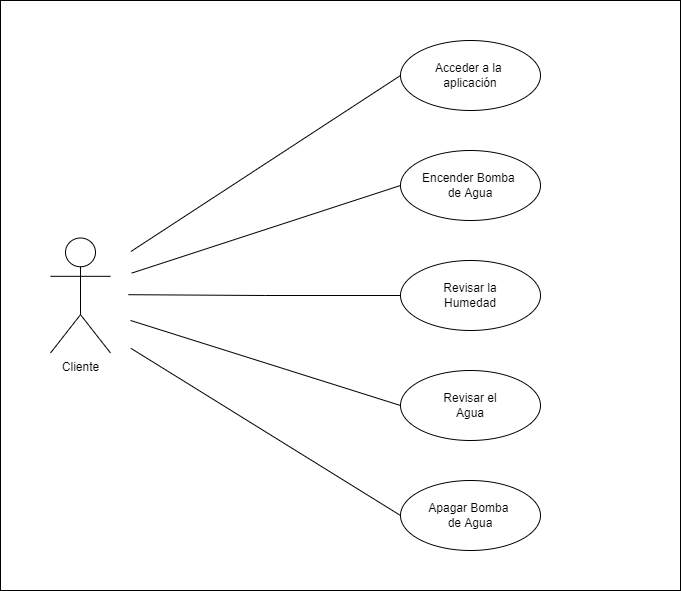 Acceder a la
aplicación
Encender Bomba
de Agua
Revisar la
Humedad
Cliente
Revisar el
Agua
Apagar Bomba
de Agua